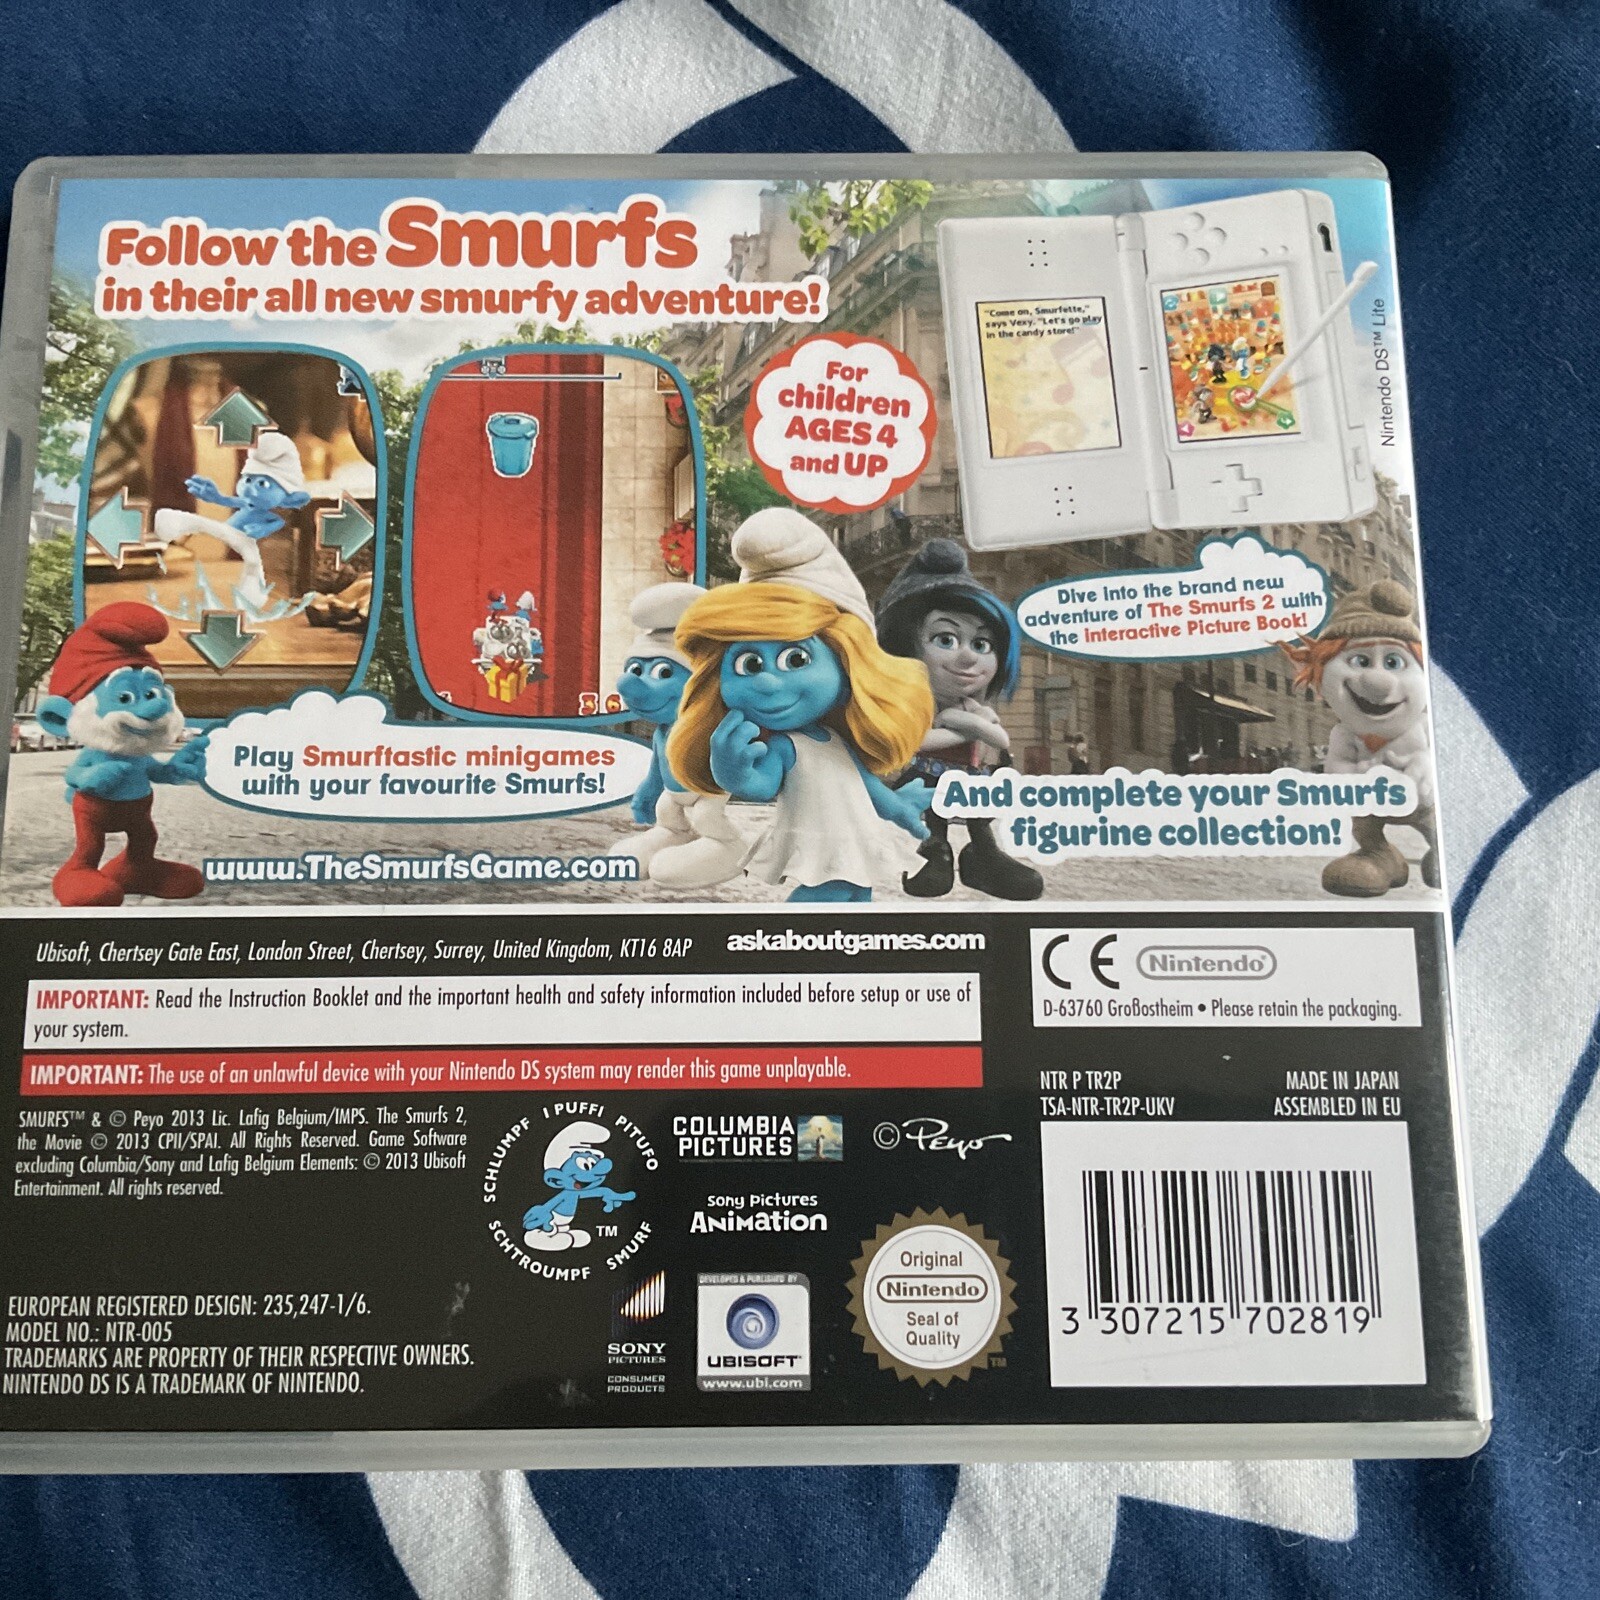 Follow the Smurfs
in their all new smurfy adventure!
For
children
AGES 4
and UP
"Come on, Smurfette,"
says Vexy. "Let's go play
in the candy store!"
Nintendo DS™ Lite
Dive into the brand new
adventure of The Smurfs 2 with
the Interactive Picture Book!
36
Play Smurftastic minigames
with your favourite Smurfs!
And complete your Smurfs
figurine collection!
www.TheSmurfsGame.com
Ubisoft, Chertsey Gate East, London Street, Chertsey, Surrey, United Kingdom, KT16 8AP
askaboutgames.com
IMPORTANT: Read the Instruction Booklet and the important health and safety information included before setup or use of
your system.
IMPORTANT: The use of an unlawful device with your Nintendo DS system may render this game unplayable.
CE Nintendo®
D-63760 Großostheim • Please retain the packaging.
NTR P TR2P
TSA-NTR-TR2P-UKV
MADE IN JAPAN
ASSEMBLED IN EU
SMURFS™ & © Peyo 2013 Lic. Lafig Belgium/IMPS. The Smurfs 2,
the Movie © 2013 CPII/SPAI. All Rights Reserved. Game Software
excluding Columbia/Sony and Lafig Belgium Elements: © 2013 Ubisoft
Entertainment. All rights reserved.
SCHLUMPF I PUFFI PITUFO SMURF SCHTROUMPF
TM
COLUMBIA
PICTURES
© Peyo
Sony Pictures
Animation
SONY
PICTURES
CONSUMER
PRODUCTS
DEVELOPED & PUBLISHED BY
UBISOFT
www.ubi.com
Original
Nintendo
Seal of
Quality
TM
3 307215 702819
EUROPEAN REGISTERED DESIGN: 235,247-1/6.
MODEL NO.: NTR-005
TRADEMARKS ARE PROPERTY OF THEIR RESPECTIVE OWNERS.
NINTENDO DS IS A TRADEMARK OF NINTENDO.